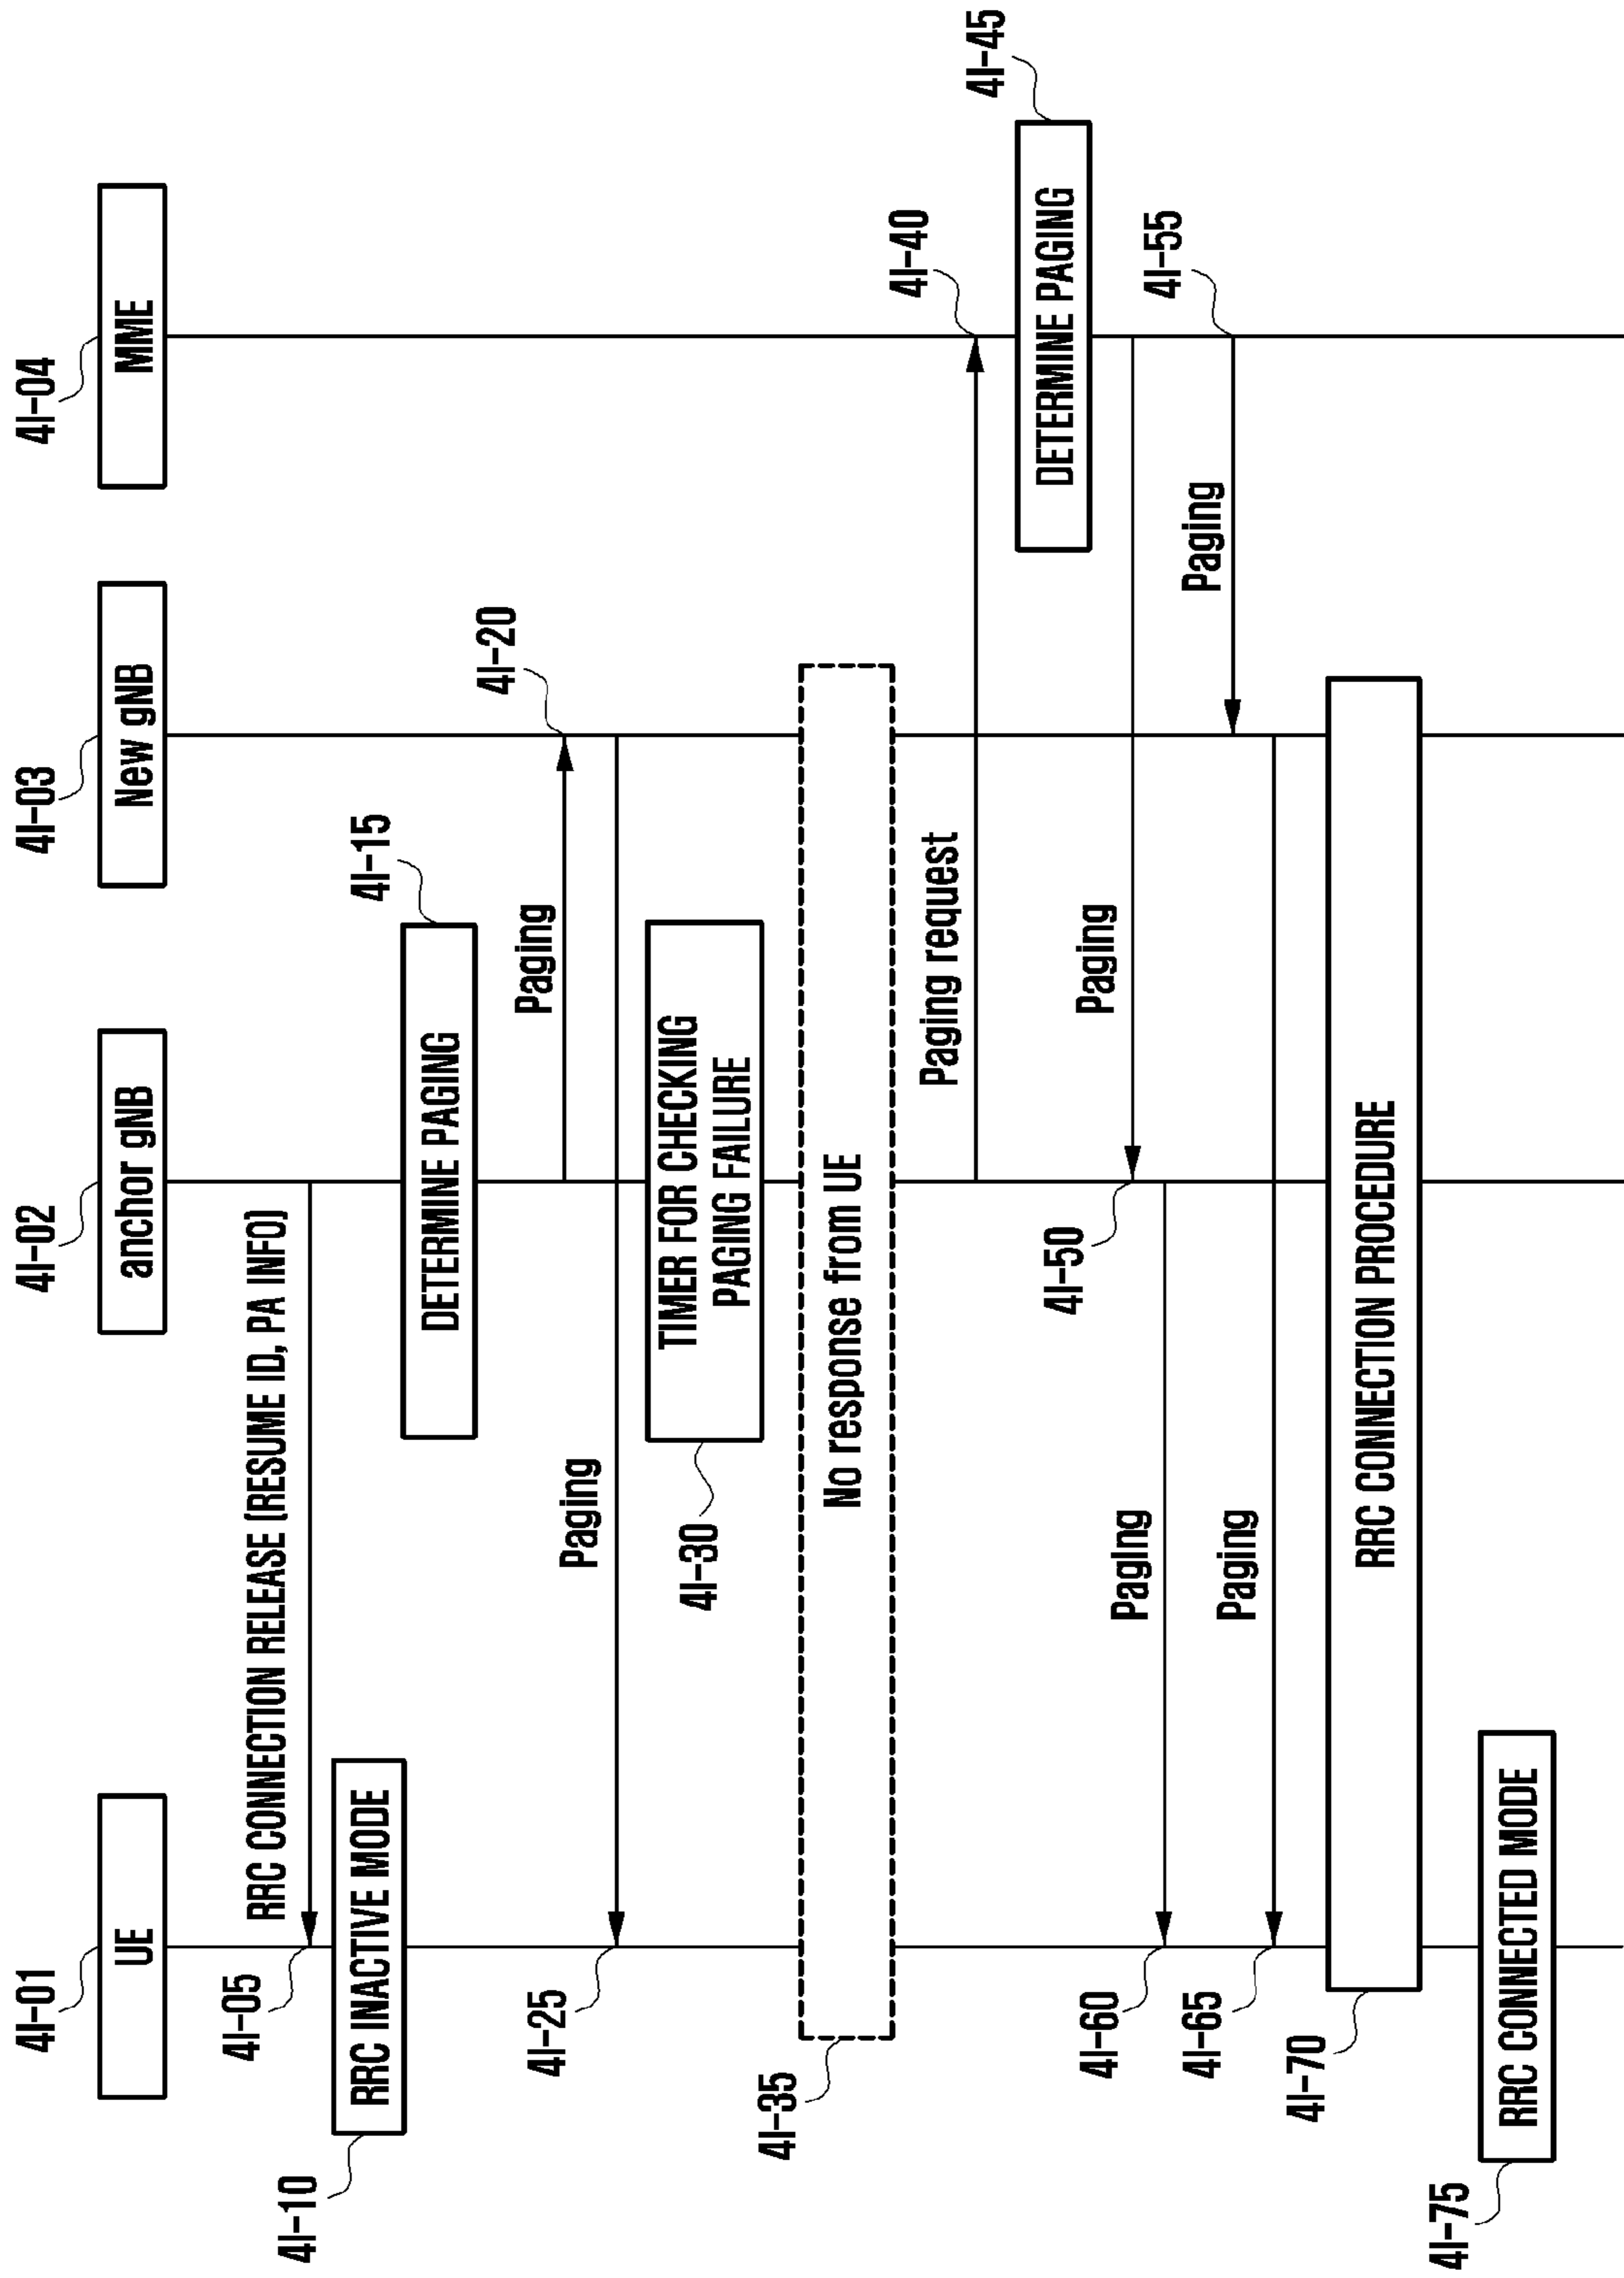 4I-01
4I-02
4I-03
4I-04
UE
anchor gNB
New gNB
MME
RRC CONNECTION RELEASE (RESUME ID, PA INFO)
4I-05
RRC INACTIVE MODE
4I-10
4I-15
DETERMINE PAGING
4I-20
Paging
Paging
4I-25
TIMER FOR CHECKING
PAGING FAILURE
4I-30
No response from UE
4I-35
Paging request
4I-40
4I-45
DETERMINE PAGING
Paging
4I-50
4I-55
Paging
Paging
4I-60
Paging
4I-65
RRC CONNECTION PROCEDURE
4I-70
RRC CONNECTED MODE
4I-75